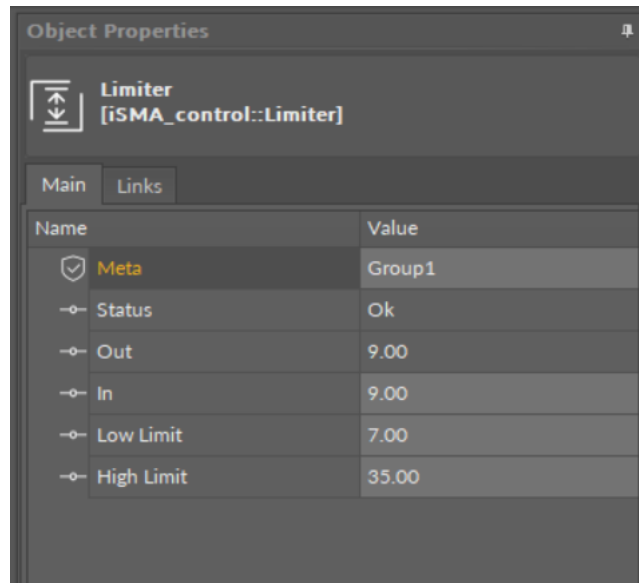 Object Properties
Limiter
[iSMA_control::Limiter]
Main Links
Name Value
Meta Group1
Status Ok
Out 9.00
In 9.00
Low Limit 7.00
High Limit 35.00